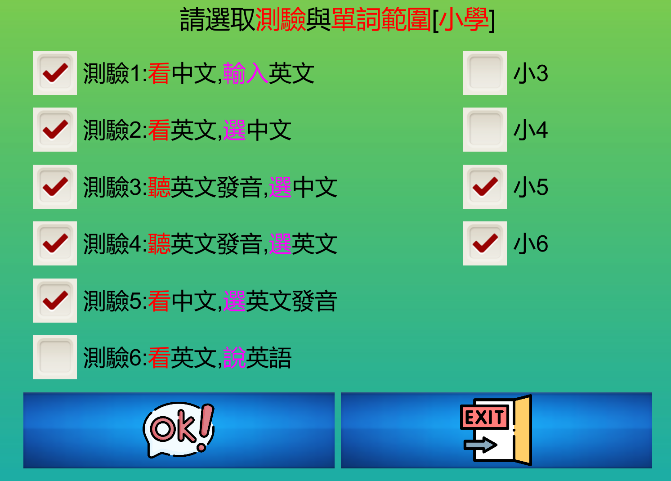 請選取測驗與單詞範圍[小學]
測驗1:看中文,輸入英文
小3
測驗2:看英文,選中文
小4
測驗3:聽英文發音,選中文
小5
測驗4:聽英文發音,選英文
小6
測驗5:看中文,選英文發音
測驗6:看英文,說英語
OK!
EXIT